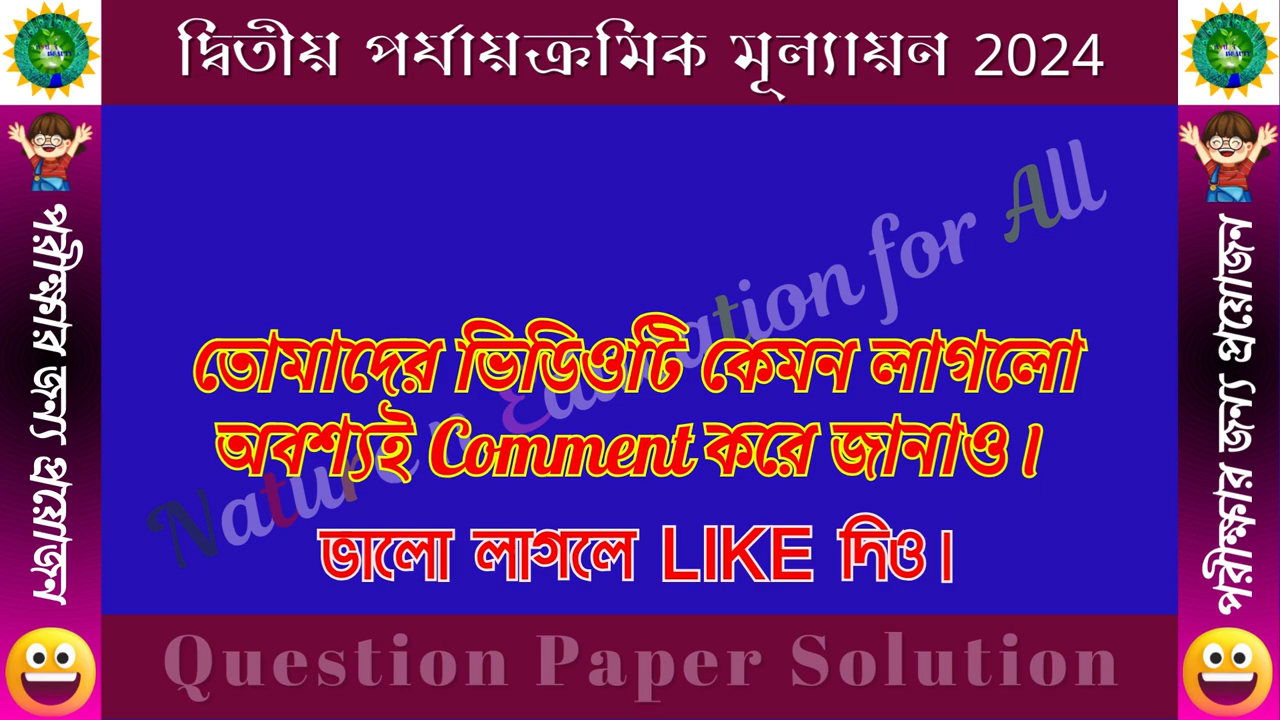 দ্বিতীয় পর্যায়ক্রমিক মূল্যায়ন 2024
পরীক্ষার জন্য প্রয়োজন
Nature n Education for All
তোমাদের ভিডিওটি কেমন লাগলো
অবশ্যই Comment করে জানাও।
ভালো লাগলে LIKE দিও।
পরীক্ষার জন্য প্রয়োজন
Question Paper Solution